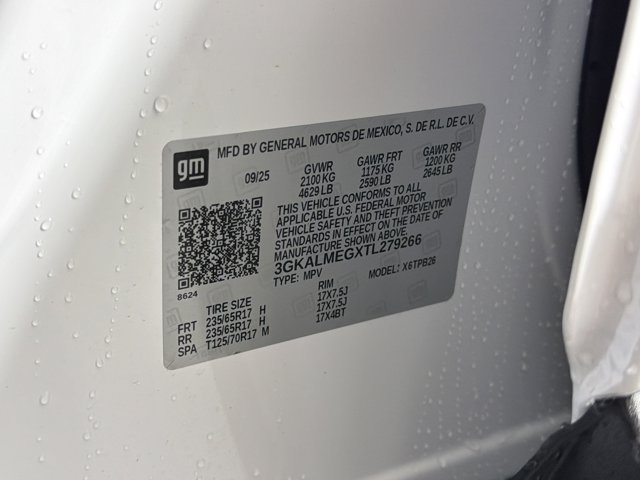 gm
MFD BY GENERAL MOTORS DE MEXICO, S. DE R.L. DE C.V.
09/25 GVWR GAWR FRT GAWR RR
2100 KG 1175 KG 1200 KG
4629 LB 2590 LB 2645 LB
THIS VEHICLE CONFORMS TO ALL
APPLICABLE U.S. FEDERAL MOTOR
VEHICLE SAFETY AND THEFT PREVENTION
STANDARDS IN EFFECT ON THE DATE OF
MANUFACTURE SHOWN ABOVE.
3GKALMEGXTL279266
TYPE: MPV MODEL: X6TPB26
8624
TIRE SIZE RIM
FRT 235/65R17 H 17X7.5J
RR 235/65R17 H 17X7.5J
SPA T125/70R17 M 17X4BT